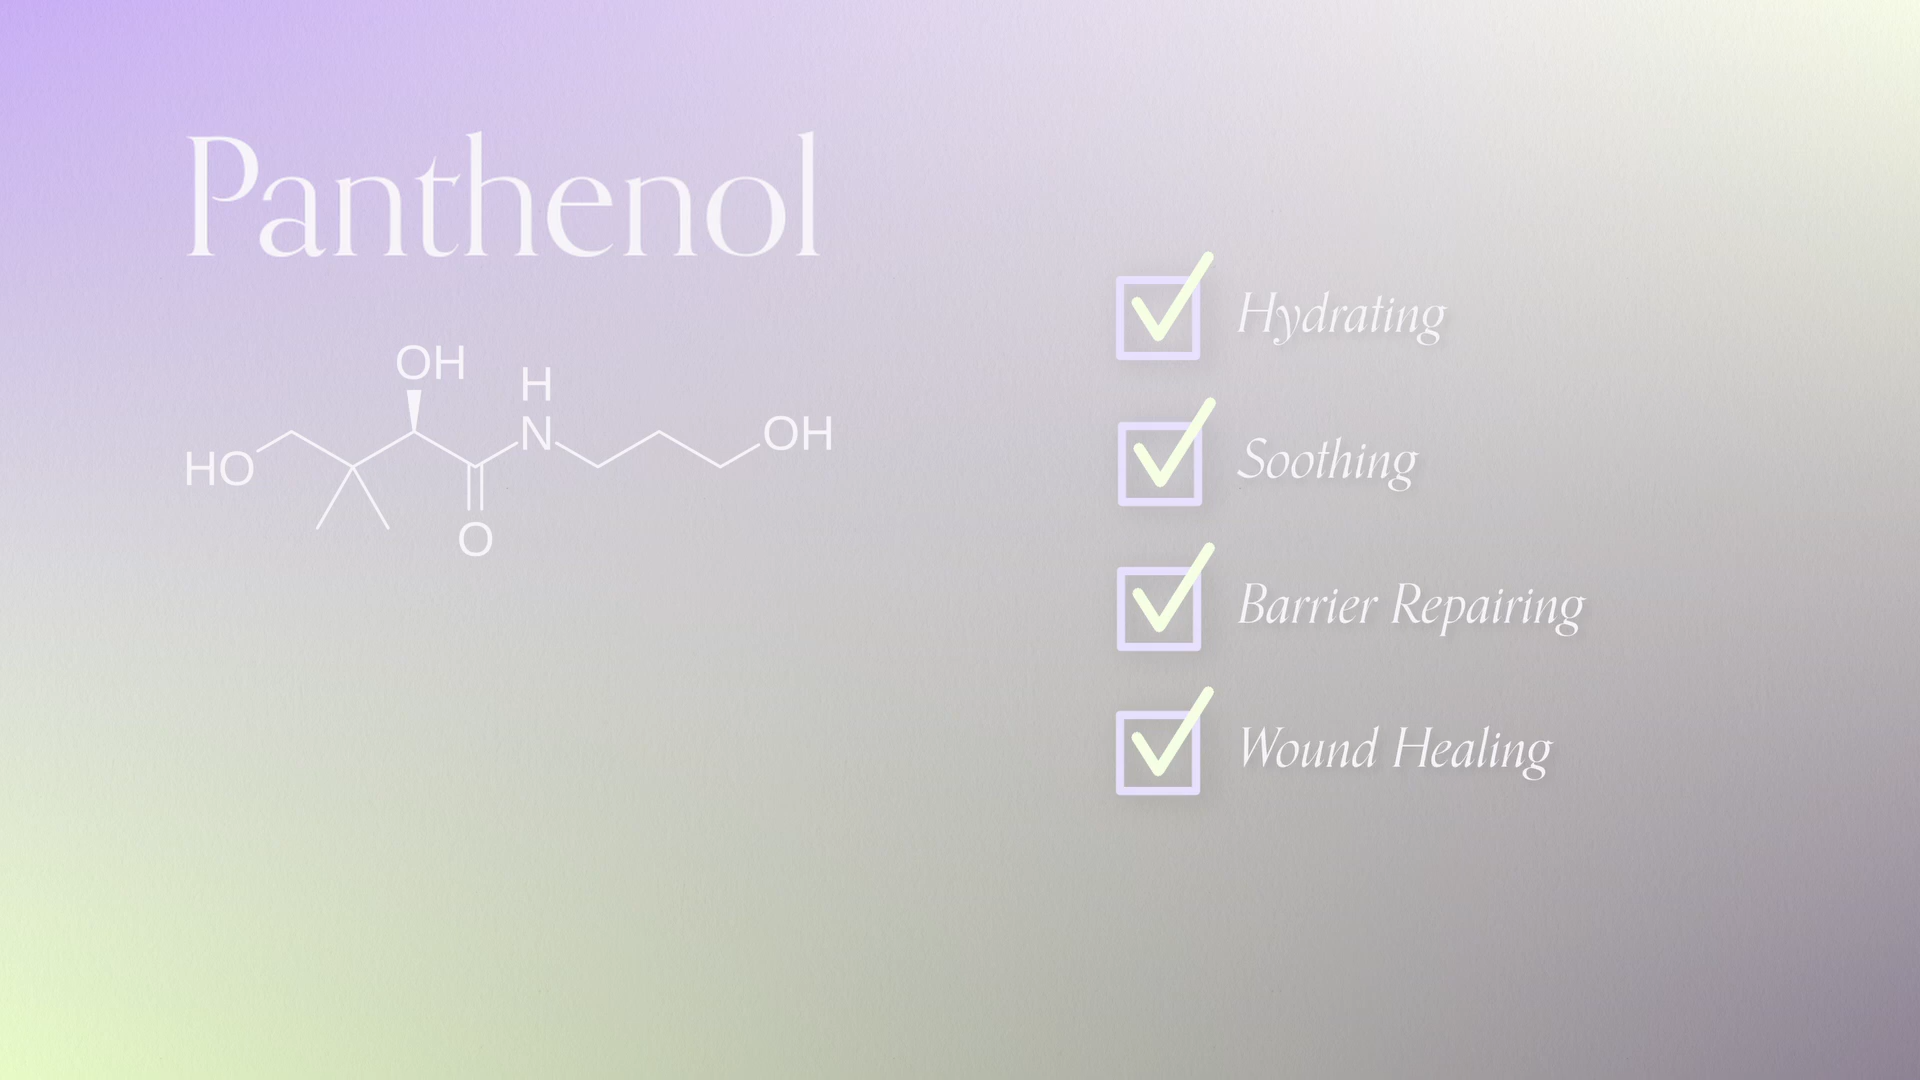 Panthenol
OH
H
N
OH
HO
O
Hydrating
Soothing
Barrier Repairing
Wound Healing